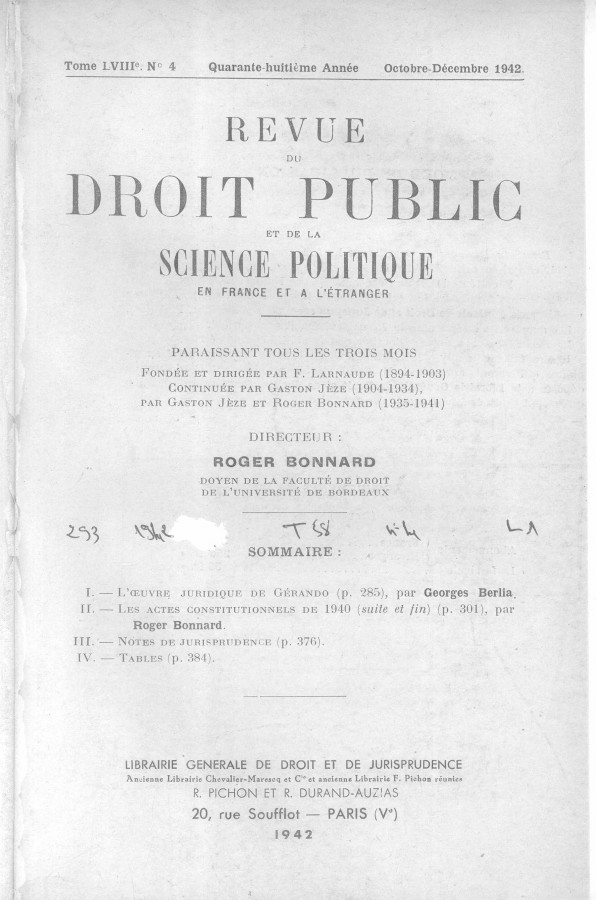 Tome LVIIIe. No 4 Quarante-huitième Année Octobre-Décembre 1942.
REVUE
DU
DROIT PUBLIC
ET DE LA
SCIENCE POLITIQUE
EN FRANCE ET A L'ÉTRANGER
PARAISSANT TOUS LES TROIS MOIS
FONDÉE ET DIRIGÉE PAR F. LARNAUDE (1894-1903)
CONTINUÉE PAR GASTON JÈZE (1904-1934),
PAR GASTON JÈZE ET ROGER BONNARD (1935-1941)
DIRECTEUR :
ROGER BONNARD
DOYEN DE LA FACULTÉ DE DROIT
DE L'UNIVERSITÉ DE BORDEAUX
293 1942 T 58 n°4 L1
SOMMAIRE :
I. — L'ŒUVRE JURIDIQUE DE GÉRANDO (p. 285), par Georges Berlia.
II. — LES ACTES CONSTITUTIONNELS DE 1940 (suite et fin) (p. 301), par
Roger Bonnard.
III. — NOTES DE JURISPRUDENCE (p. 376).
IV. — TABLES (p. 384).
LIBRAIRIE GENERALE DE DROIT ET DE JURISPRUDENCE
Ancienne Librairie Chevalier-Marescq et Cie et ancienne Librairie F. Pichon réunies
R. PICHON ET R. DURAND-AUZIAS
20, rue Soufflot — PARIS (Ve)
1942